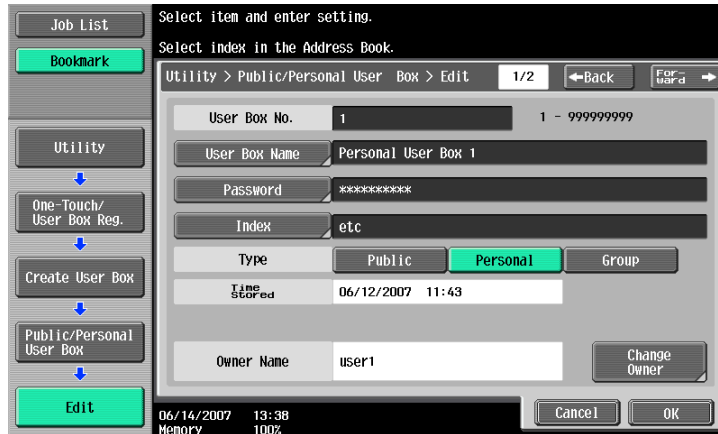 Job List
Bookmark
Utility
One-Touch/
User Box Reg.
Create User Box
Public/Personal
User Box
Edit
Select item and enter setting.
Select index in the Address Book.
Utility > Public/Personal User Box > Edit 1/2 ←Back For-
ward →
User Box No. 1 1 - 999999999
User Box Name Personal User Box 1
Password **********
Index etc
Type Public Personal Group
Time
Stored 06/12/2007 11:43
Owner Name user1 Change
Owner
Cancel OK
06/14/2007 13:38
Memory 100%